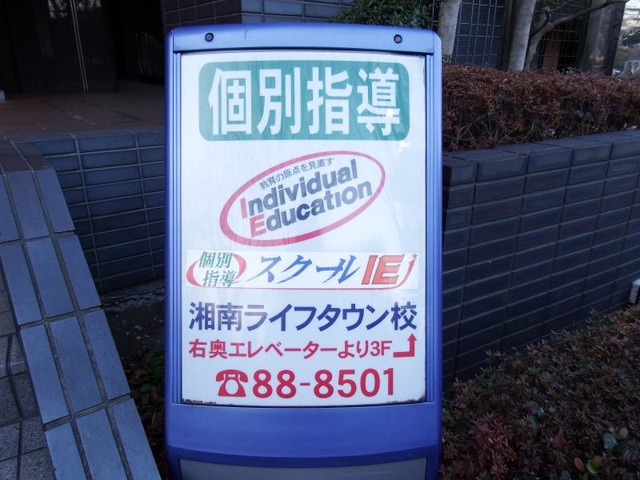 個別指導
教育の原点を見直す
Individual
Education
個別
指導
スクールIE
湘南ライフタウン校
右奥エレベーターより3F
☎88-8501